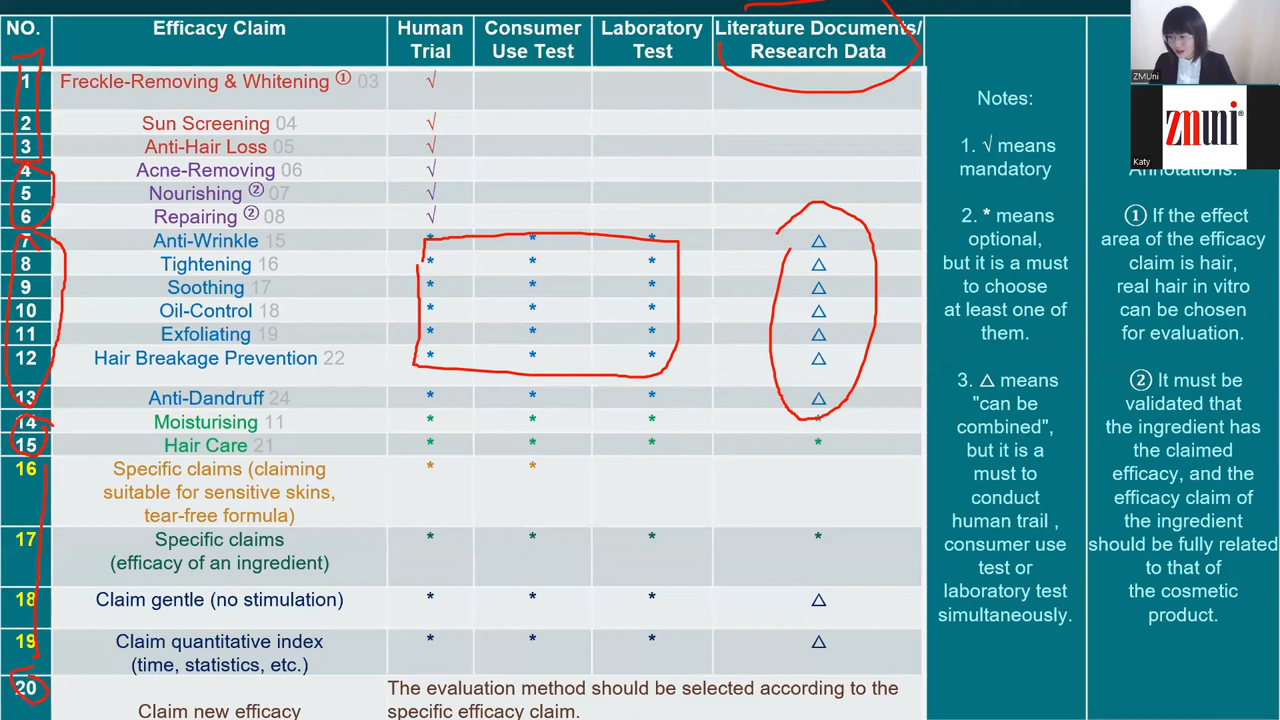 NO. Efficacy Claim Human Trial Consumer Use Test Laboratory Test Literature Documents/ Research Data
1 Freckle-Removing & Whitening ① 03 √
2 Sun Screening 04 √
3 Anti-Hair Loss 05 √
4 Acne-Removing 06 √
5 Nourishing ② 07 √
6 Repairing ② 08 √
7 Anti-Wrinkle 15 * * * △
8 Tightening 16 * * * △
9 Soothing 17 * * * △
10 Oil-Control 18 * * * △
11 Exfoliating 19 * * * △
12 Hair Breakage Prevention 22 * * * △
13 Anti-Dandruff 24 * * * △
14 Moisturising 11 * * * *
15 Hair Care 21 * * * *
16 Specific claims (claiming * *
suitable for sensitive skins,
tear-free formula)
17 Specific claims * * * *
(efficacy of an ingredient)
18 Claim gentle (no stimulation) * * * △
19 Claim quantitative index * * * △
(time, statistics, etc.)
20 The evaluation method should be selected according to the
Claim new efficacy specific efficacy claim.
Notes:
1. √ means
mandatory
2. * means
optional,
but it is a must
to choose
at least one of
them.
3. △ means
"can be
combined",
but it is a
must to
conduct
human trail ,
consumer use
test or
laboratory test
simultaneously.
Annotations:
① If the effect
area of the efficacy
claim is hair,
real hair in vitro
can be chosen
for evaluation.
② It must be
validated that
the ingredient has
the claimed
efficacy, and the
efficacy claim of
the ingredient
should be fully related
to that of
the cosmetic
product.
ZMUni
zmuni®
Katy